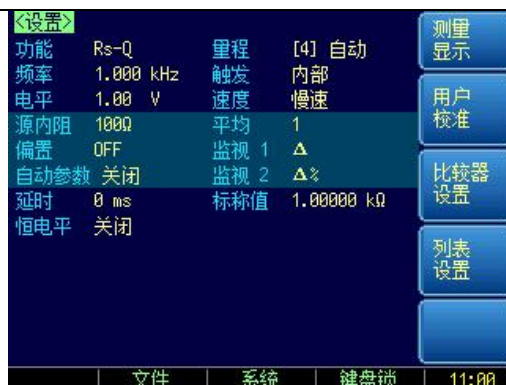 <设置>
功能 Rs-Q 量程 [4] 自动
频率 1.000 kHz 触发 内部
电平 1.00 V 速度 慢速
源内阻 100Ω 平均 1
偏置 OFF 监视 1 Δ
自动参数 关闭 监视 2 Δ%
延时 0 ms 标称值 1.00000 kΩ
恒电平 关闭
测量
显示
用户
校准
比较器
设置
列表
设置
文件 系统 键盘锁 11:00